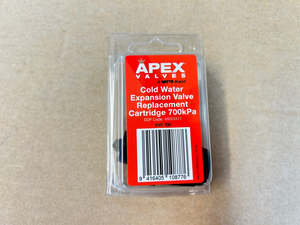 APEX
VALVES
Cold Water
Expansion Valve
Replacement
Cartridge 700kPa
9 416405 108776